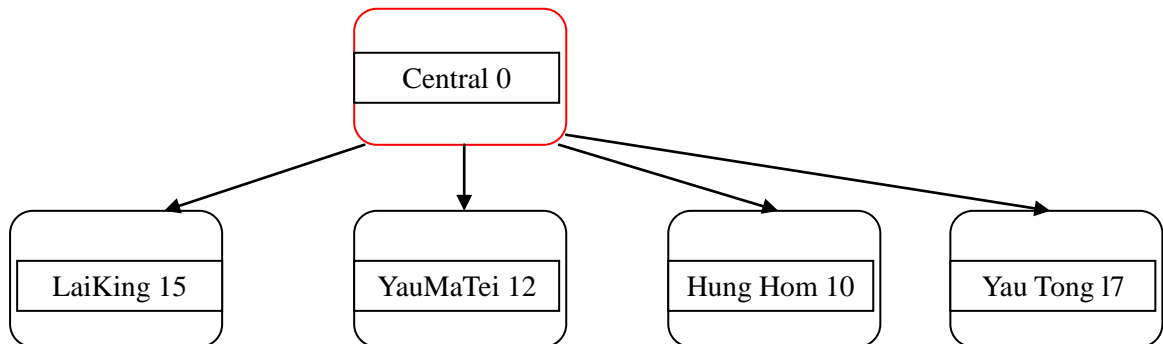 Central 0
LaiKing 15
YauMaTei 12
Hung Hom 10
Yau Tong l7